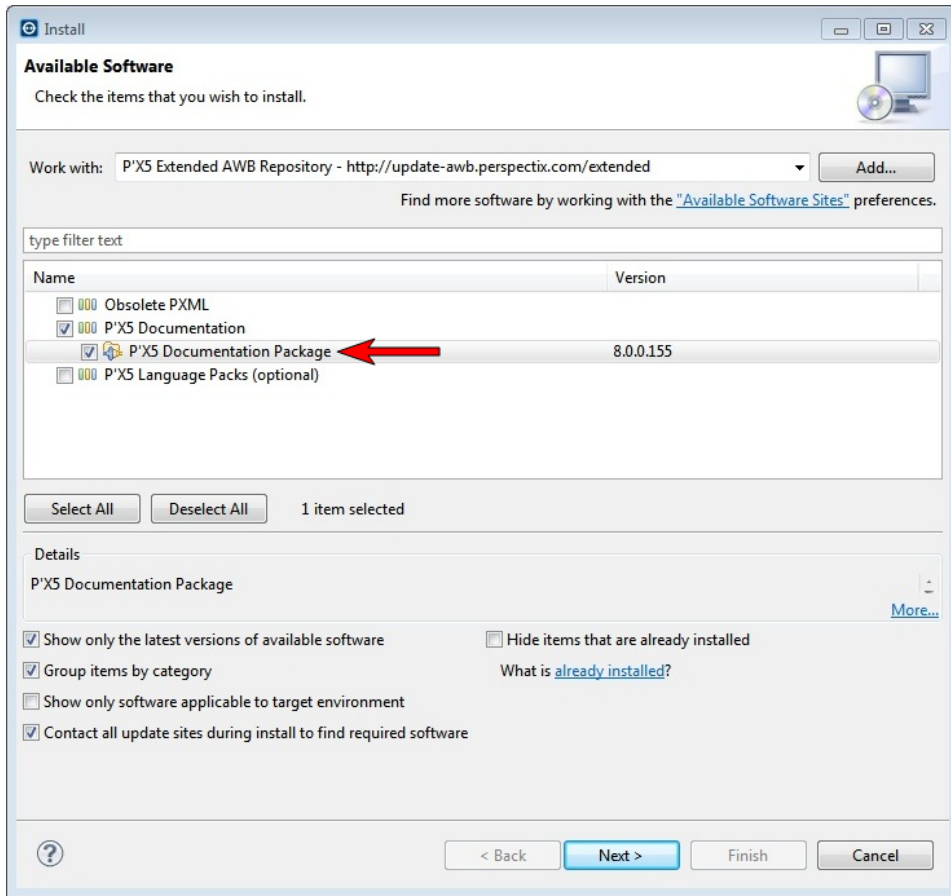 Install
Available Software
Check the items that you wish to install.
Work with: P'X5 Extended AWB Repository - http://update-awb.perspectix.com/extended Add...
Find more software by working with the "Available Software Sites" preferences.
type filter text
Name Version
Obsolete PXML
P'X5 Documentation
P'X5 Documentation Package 8.0.0.155
P'X5 Language Packs (optional)
Select All Deselect All 1 item selected
Details
P'X5 Documentation Package
More...
Show only the latest versions of available software Hide items that are already installed
Group items by category What is already installed?
Show only software applicable to target environment
Contact all update sites during install to find required software
? < Back Next > Finish Cancel